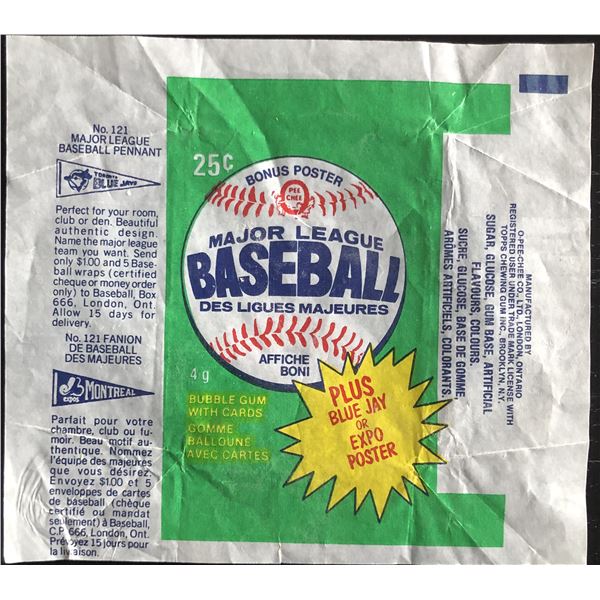 No. 121
MAJOR LEAGUE
BASEBALL PENNANT
TORONTO
BLUE JAYS
Perfect for your room,
club or den. Beautiful
authentic design.
Name the major league
team you want. Send
only $1.00 and 5 Base-
ball wraps (certified
cheque or money order
only) to Baseball, Box
666, London, Ont.
Allow 15 days for
delivery.
No. 121 FANION
DE BASEBALL
DES MAJEURES
MONTREAL
EXPOS
Parfait pour votre
chambre, club ou fu-
moir. Beau motif au-
thentique. Nommez
l'équipe des majeures
que vous désirez.
Envoyez $1.00 et 5
enveloppes de cartes
de baseball (chèque
certifié ou mandat
seulement) à Baseball,
C.P. 666, London, Ont.
Prévoyez 15 jours pour
la livraison.
25¢
BONUS POSTER
O
PEE
CHEE
MAJOR LEAGUE
BASEBALL
DES LIGUES MAJEURES
AFFICHE
BONI
4 g
BUBBLE GUM
WITH CARDS
GOMME
BALLOUNE
AVEC CARTES
PLUS
BLUE JAY
OR
EXPO
POSTER
MANUFACTURED BY
O-PEE-CHEE CO. LTD., LONDON, ONTARIO
REGISTERED USER UNDER TRADE MARK LICENSE WITH
TOPPS CHEWING GUM INC., BROOKLYN, N.Y.
SUGAR, GLUCOSE, GUM BASE, ARTIFICIAL
FLAVOURS, COLOURS.
SUCRE, GLUCOSE, BASE DE GOMME,
ARÔMES ARTIFICIELS, COLORANTS.